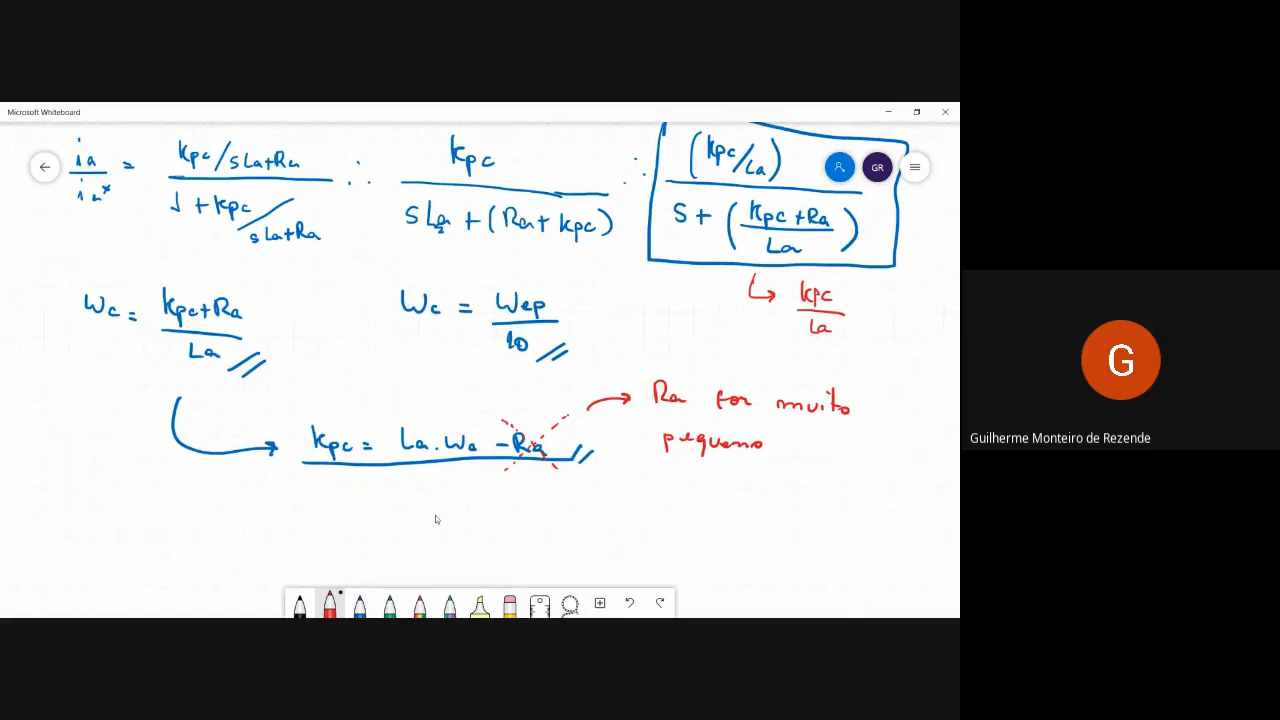 Microsoft Whiteboard
ia/ia* = (kpc/sLa+Ra)/(1 + kpc/sLa+Ra) ∴ kpc/(sLa + (Ra + kpc)) ∴ (kpc/La)/(S + (kpc+Ra/La))
GR
↳ kpc/La
Wc = kpc+Ra/La //
Wc = Wcp/10 //
kpc = La.Wc - Ra //
→ Ra for muito
pequeno
G
Guilherme Monteiro de Rezende